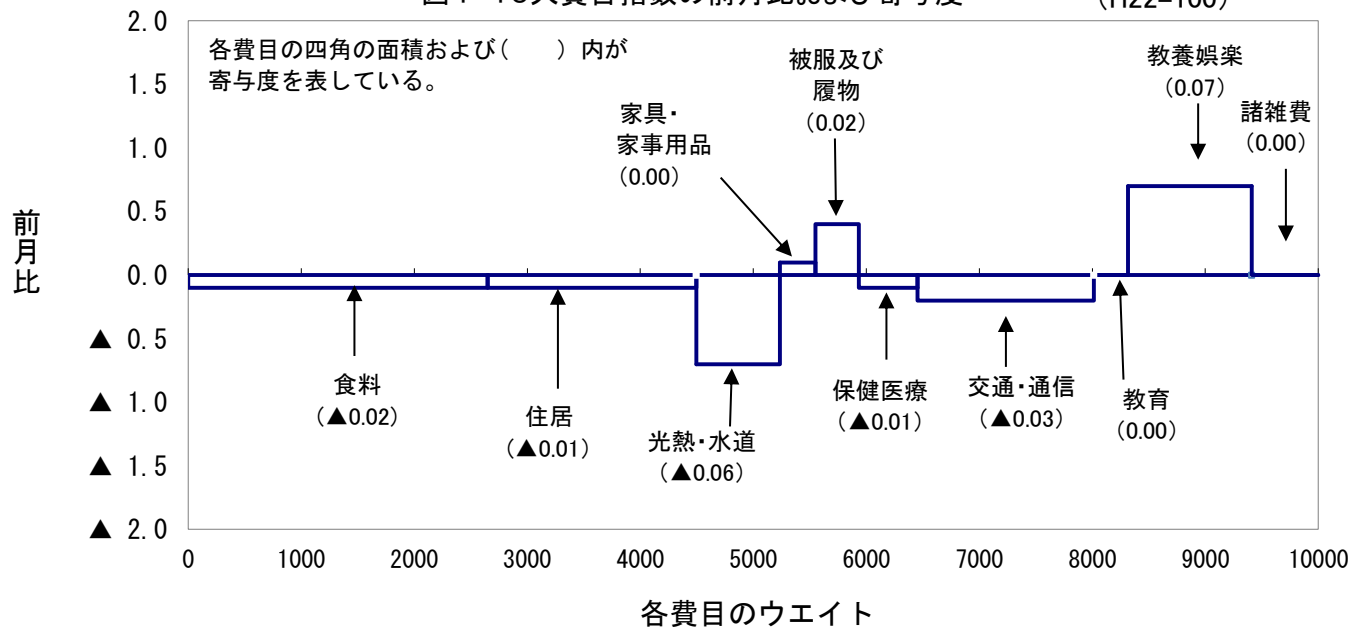 (H22=100)
2.0
1.5
1.0
0.5
0.0
▲ 0.5
▲ 1.0
▲ 1.5
▲ 2.0
前月比
各費目の四角の面積および(　　)内が
寄与度を表している。
家具・
家事用品
(0.00)
被服及び
履物
(0.02)
教養娯楽
(0.07)
諸雑費
(0.00)
食料
(▲0.02)
住居
(▲0.01)
光熱・水道
(▲0.06)
保健医療
(▲0.01)
交通・通信
(▲0.03)
教育
(0.00)
0 1000 2000 3000 4000 5000 6000 7000 8000 9000 10000
各費目のウエイト